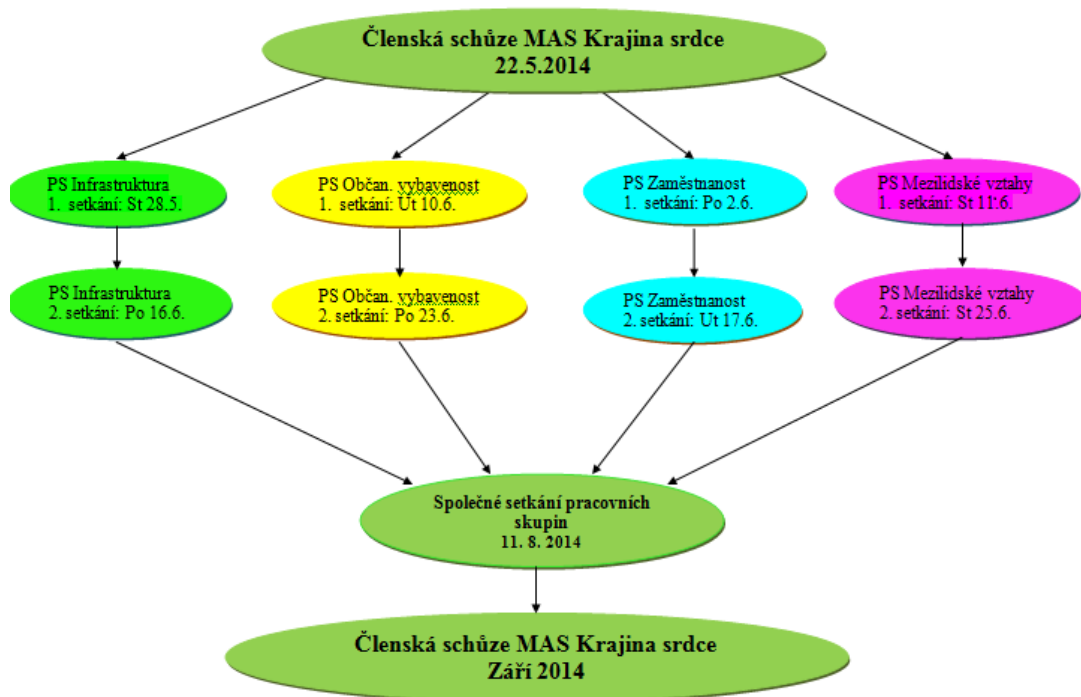 Členská schůze MAS Krajina srdce
22.5.2014
PS Infrastruktura
1. setkání: St 28.5.
PS Občan. vybavenost
1. setkání: Út 10.6.
PS Zaměstnanost
1. setkání: Po 2.6.
PS Mezilidské vztahy
1. setkání: St 11.6.
PS Infrastruktura
2. setkání: Po 16.6.
PS Občan. vybavenost
2. setkání: Po 23.6.
PS Zaměstnanost
2. setkání: Út 17.6.
PS Mezilidské vztahy
2. setkání: St 25.6.
Společné setkání pracovních
skupin
11. 8. 2014
Členská schůze MAS Krajina srdce
Září 2014